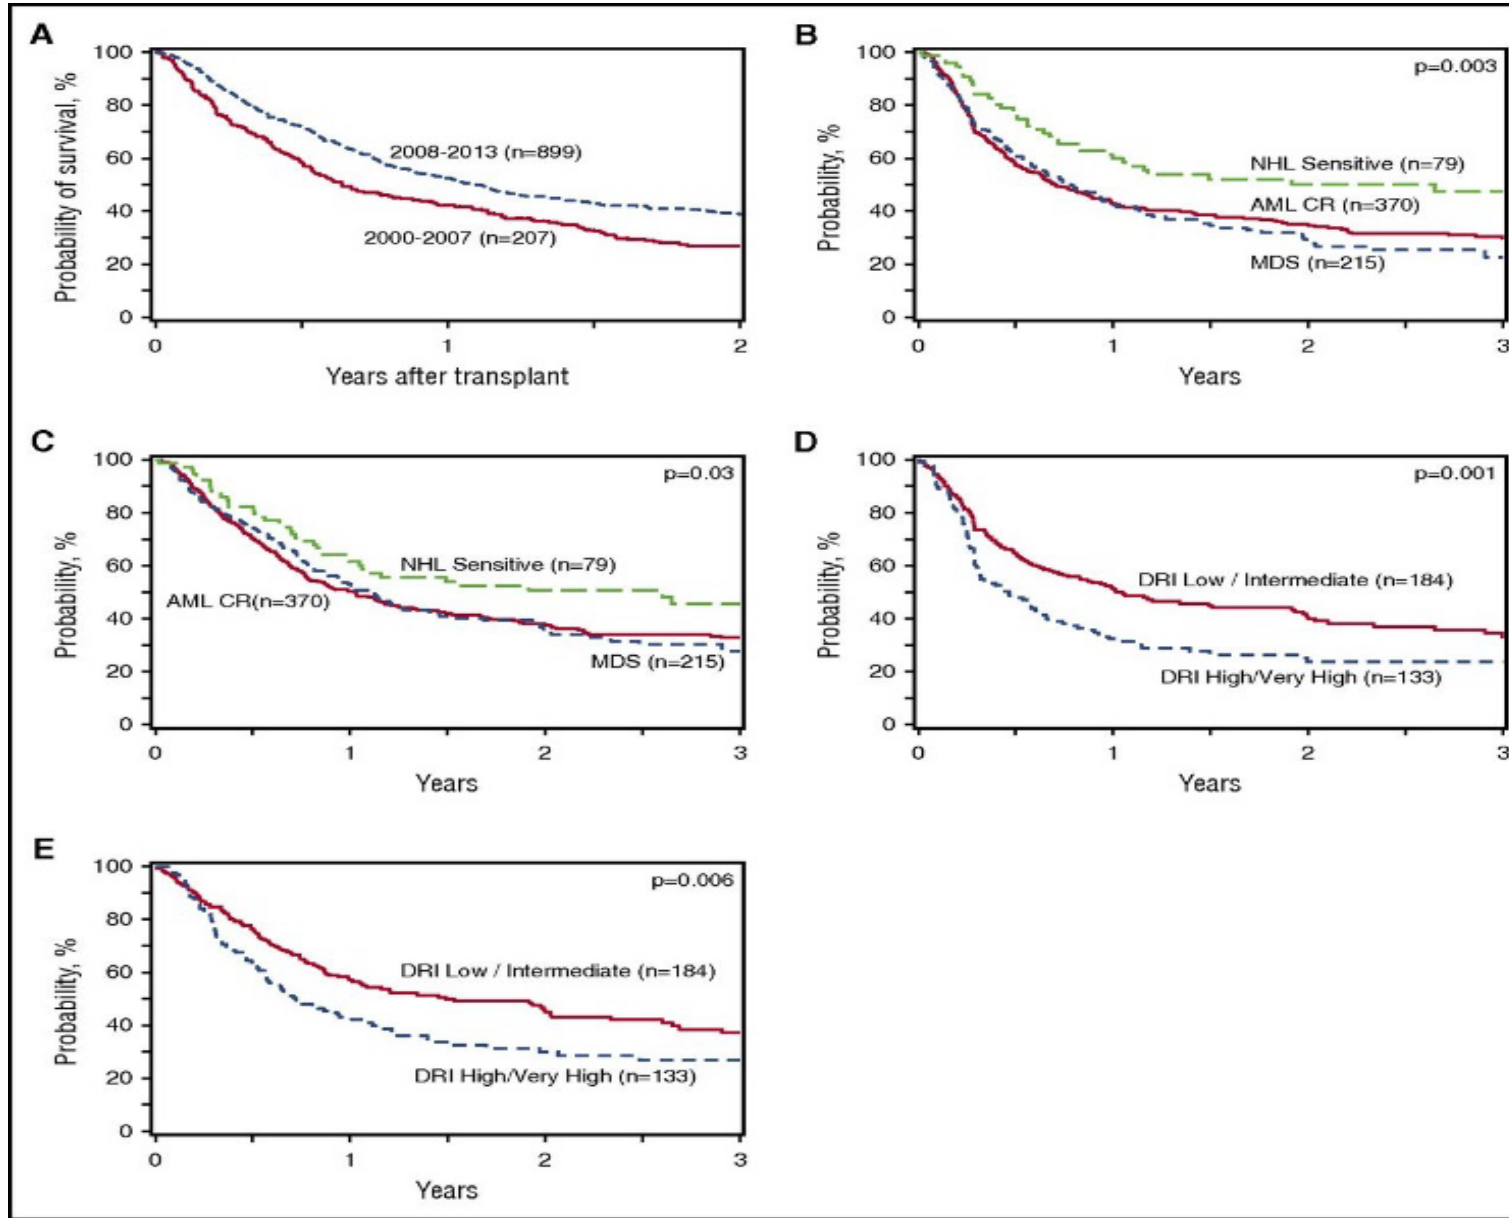 A
Probability of survival, %
100
80
60
40
20
0
2008-2013 (n=899)
2000-2007 (n=207)
0 1 2
Years after transplant
B
Probability, %
100
80
60
40
20
0
p=0.003
NHL Sensitive (n=79)
AML CR (n=370)
MDS (n=215)
0 1 2 3
Years
C
Probability, %
100
80
60
40
20
0
p=0.03
NHL Sensitive (n=79)
AML CR(n=370)
MDS (n=215)
0 1 2 3
Years
D
Probability, %
100
80
60
40
20
0
p=0.001
DRI Low / Intermediate (n=184)
DRI High/Very High (n=133)
0 1 2 3
Years
E
Probability, %
100
80
60
40
20
0
p=0.006
DRI Low / Intermediate (n=184)
DRI High/Very High (n=133)
0 1 2 3
Years